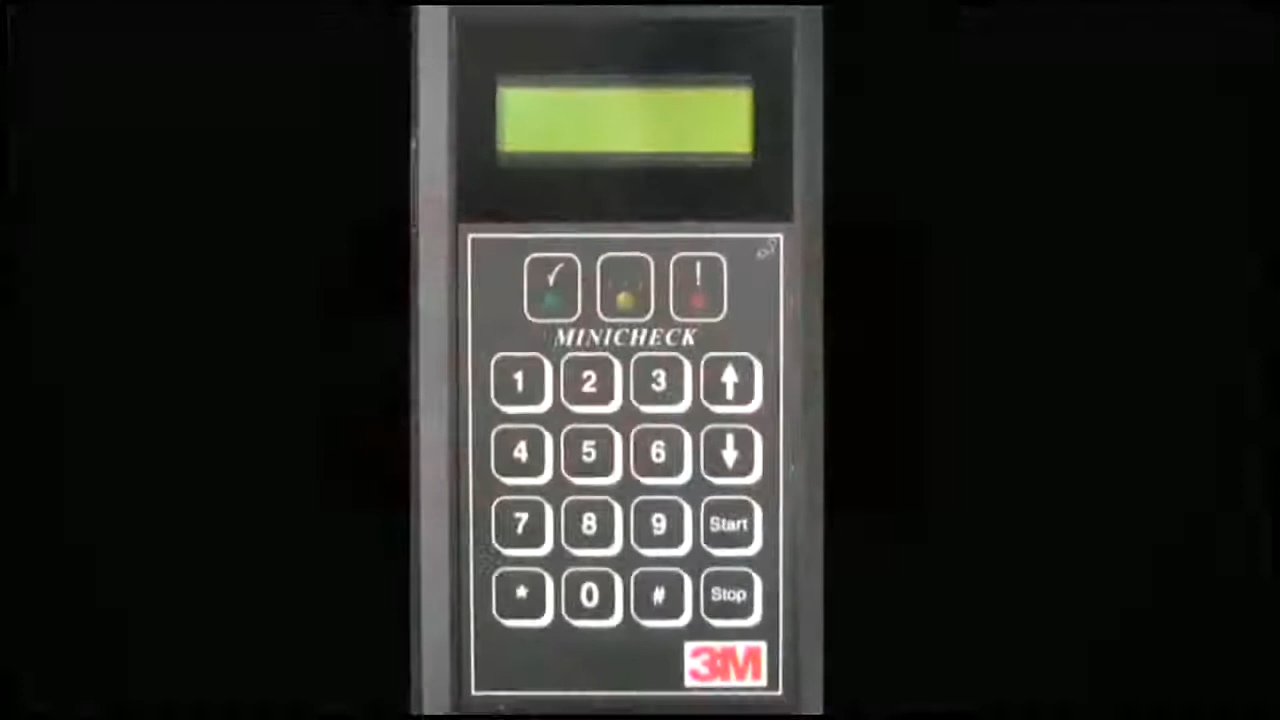 ✓ !
MINICHECK
1 2 3 ↑
4 5 6 ↓
7 8 9 Start
* 0 # Stop
3M